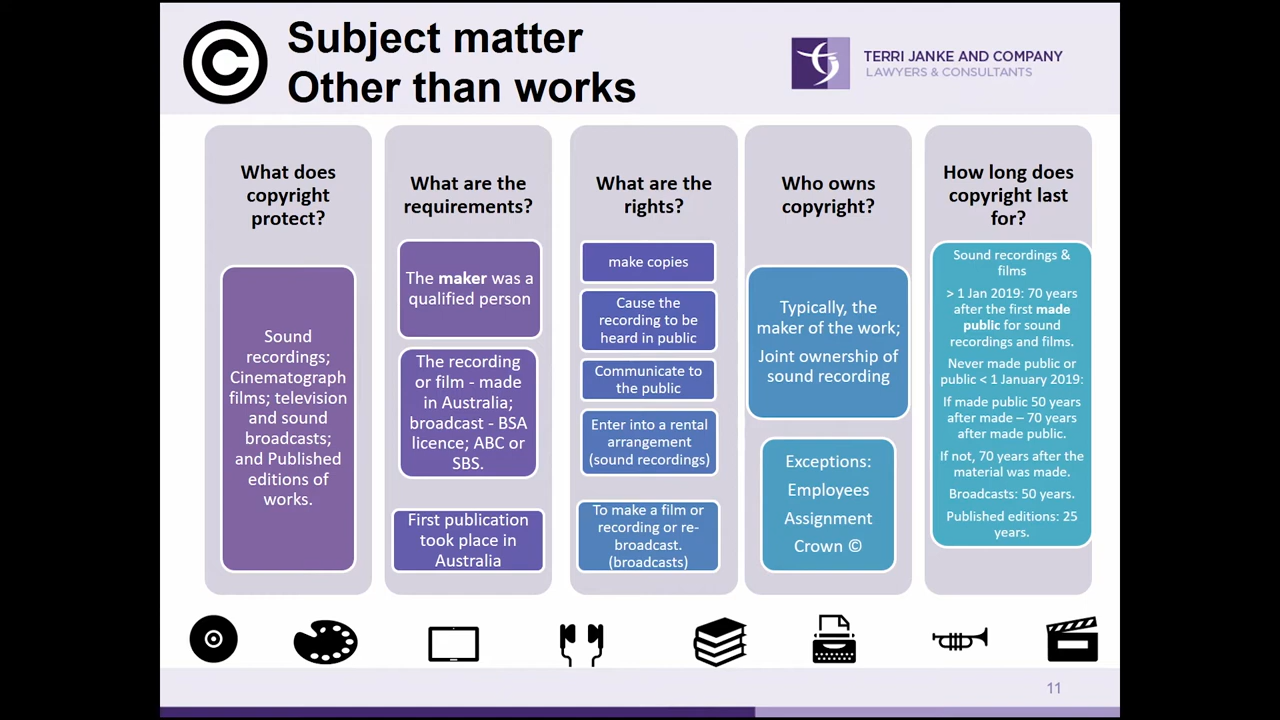 ©
Subject matter
Other than works
TERRI JANKE AND COMPANY
LAWYERS & CONSULTANTS
What does
copyright
protect?
Sound
recordings;
Cinematograph
films; television
and sound
broadcasts;
and Published
editions of
works.
What are the
requirements?
The maker was a
qualified person
The recording
or film - made
in Australia;
broadcast - BSA
licence; ABC or
SBS.
First publication
took place in
Australia
What are the
rights?
make copies
Cause the
recording to be
heard in public
Communicate to
the public
Enter into a rental
arrangement
(sound recordings)
To make a film or
recording or re-
broadcast.
(broadcasts)
Who owns
copyright?
Typically, the
maker of the work;
Joint ownership of
sound recording
Exceptions:
Employees
Assignment
Crown ©
How long does
copyright last
for?
Sound recordings &
films
> 1 Jan 2019: 70 years
after the first made
public for sound
recordings and films.
Never made public or
public < 1 January 2019:
If made public 50 years
after made – 70 years
after made public.
If not, 70 years after the
material was made.
Broadcasts: 50 years.
Published editions: 25
years.
11